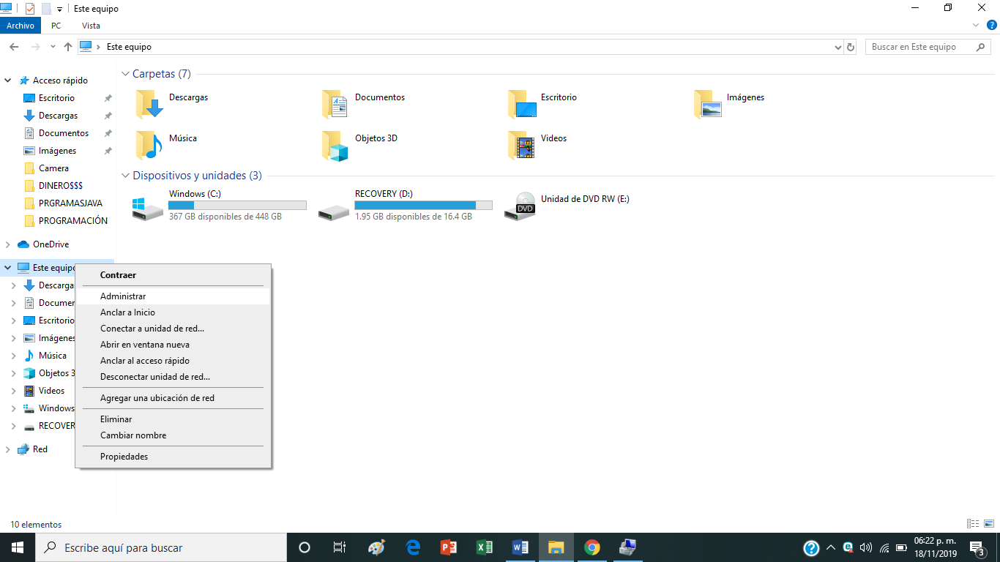 Este equipo
Archivo
PC
Vista
Este equipo
Buscar en Este equipo
Acceso rápido
Escritorio
Descargas
Documentos
Imágenes
Camera
DINERO$$$
PRGRAMASJAVA
PROGRAMACIÓN
OneDrive
Este equipo
Descarga
Documen
Escritorio
Imágenes
Música
Objetos 3
Videos
Windows
RECOVER
Red
Carpetas (7)
Descargas
Documentos
Escritorio
Imágenes
Música
Objetos 3D
Videos
Dispositivos y unidades (3)
Windows (C:)
367 GB disponibles de 448 GB
RECOVERY (D:)
1.95 GB disponibles de 16.4 GB
DVD
Unidad de DVD RW (E:)
Contraer
Administrar
Anclar a Inicio
Conectar a unidad de red...
Abrir en ventana nueva
Anclar al acceso rápido
Desconectar unidad de red...
Agregar una ubicación de red
Eliminar
Cambiar nombre
Propiedades
10 elementos
Escribe aquí para buscar
06:22 p. m.
18/11/2019
3